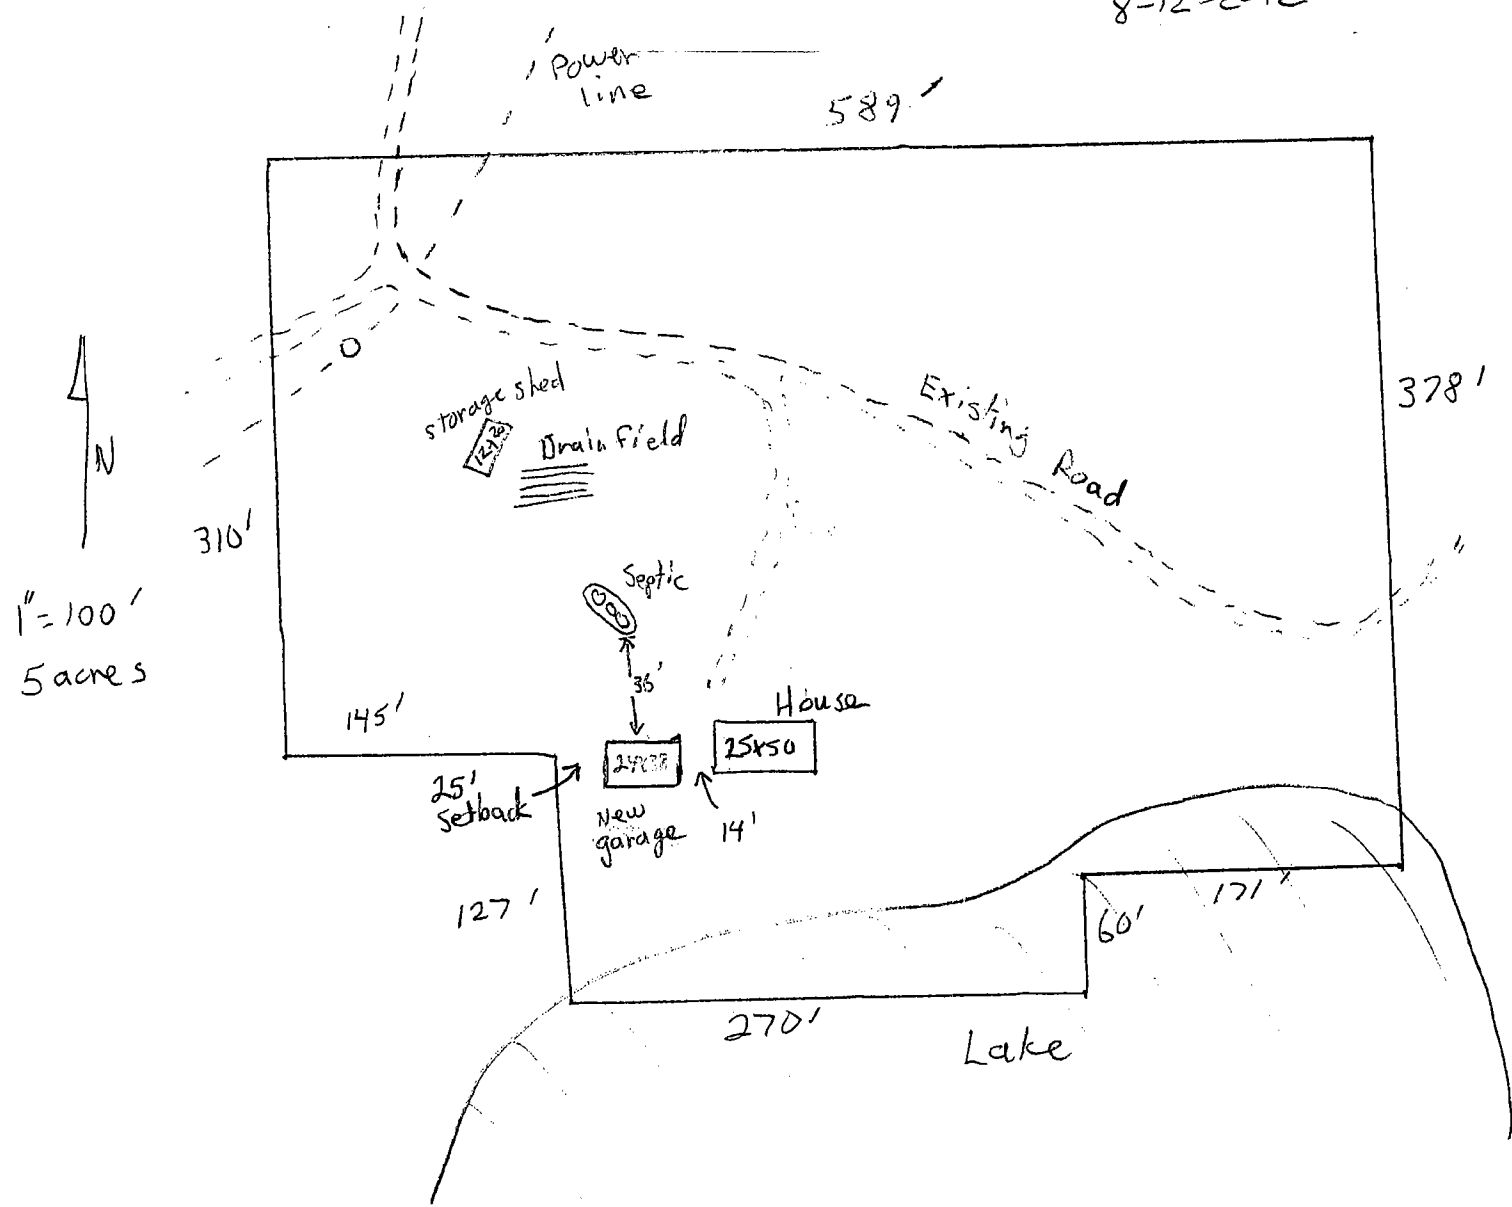 Power
line
589'
378'
Existing
Road
storage shed
12x20
Drain field
N
310'
1"=100'
5 acres
Septic
145'
House
25x50
25'
setback
New
garage
14'
127'
171'
60'
270'
Lake